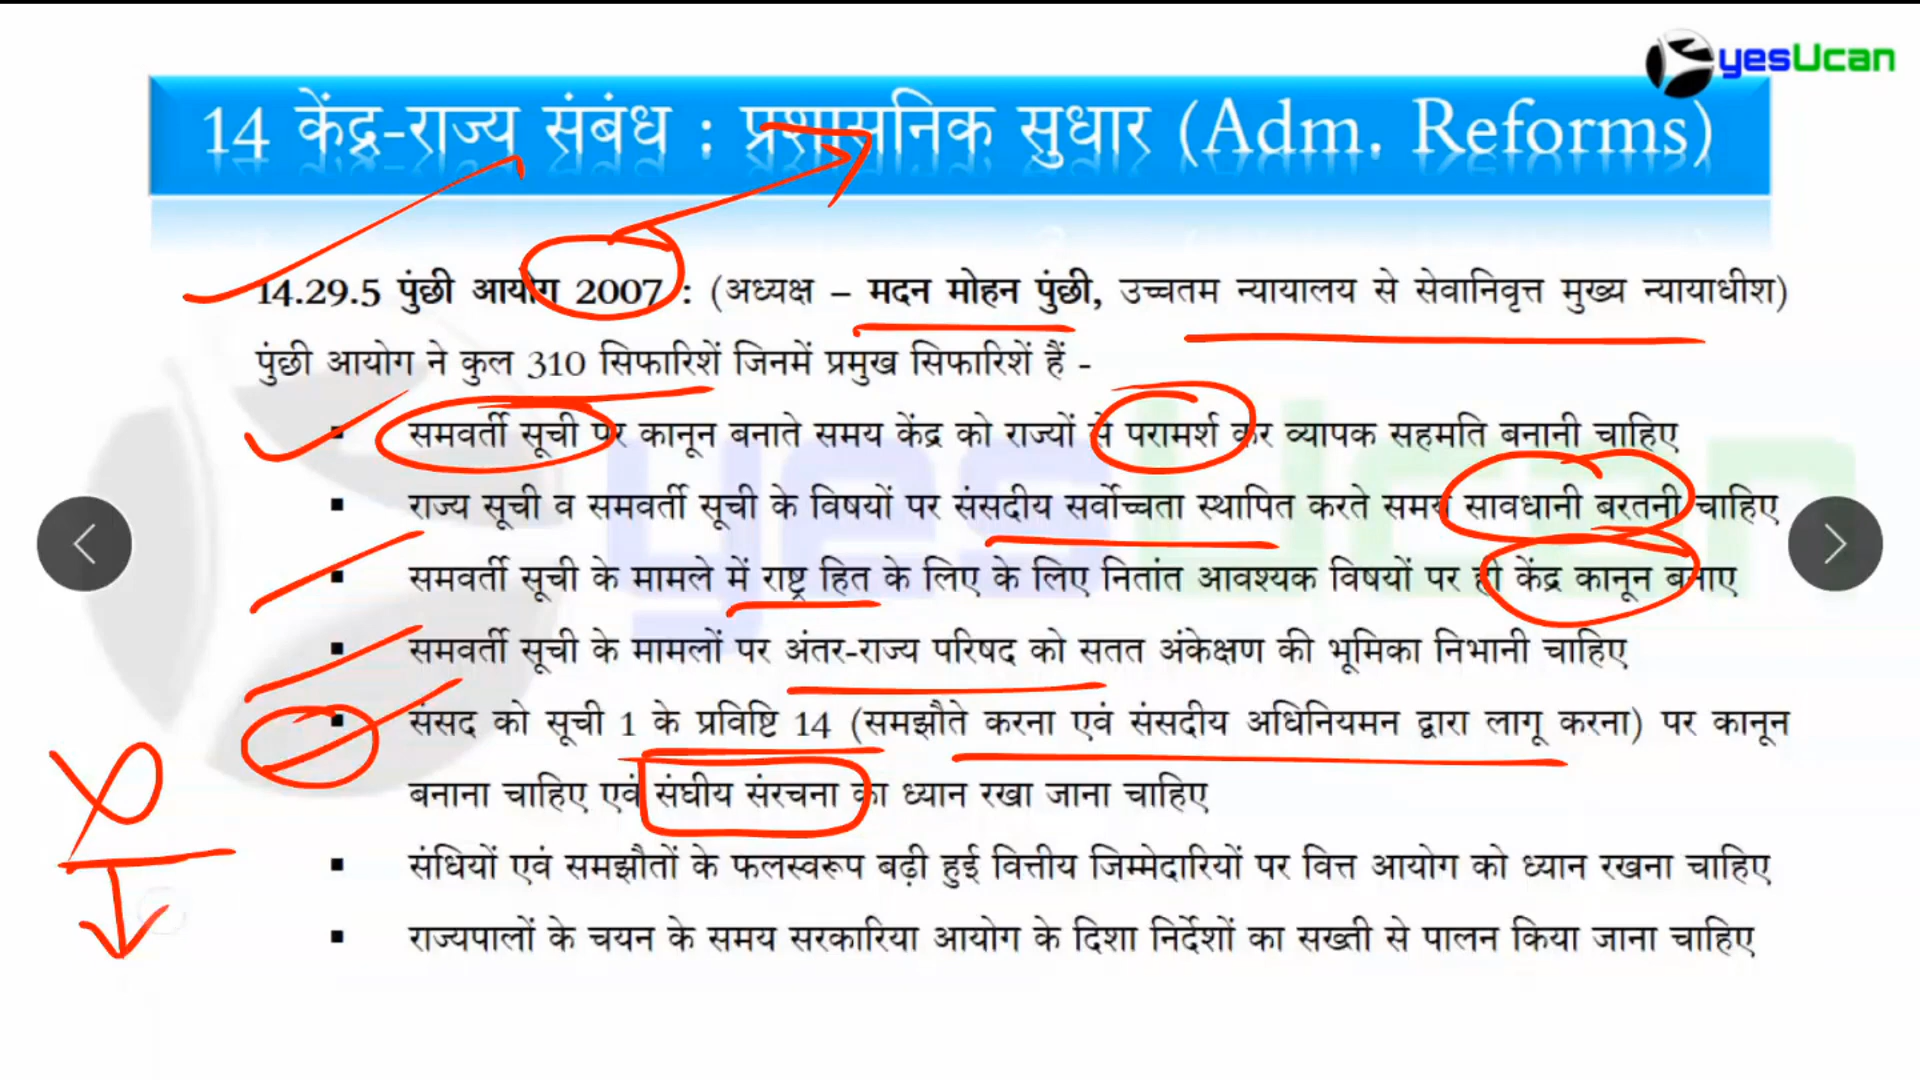 yesUcan
14 केंद्र-राज्य संबंध : प्रशासनिक सुधार (Adm. Reforms)
14.29.5 पुंछी आयोग 2007 : (अध्यक्ष – मदन मोहन पुंछी, उच्चतम न्यायालय से सेवानिवृत्त मुख्य न्यायाधीश)
पुंछी आयोग ने कुल 310 सिफारिशें जिनमें प्रमुख सिफारिशें हैं -
▪ समवर्ती सूची पर कानून बनाते समय केंद्र को राज्यों से परामर्श कर व्यापक सहमति बनानी चाहिए
▪ राज्य सूची व समवर्ती सूची के विषयों पर संसदीय सर्वोच्चता स्थापित करते समय सावधानी बरतनी चाहिए
▪ समवर्ती सूची के मामले में राष्ट्र हित के लिए के लिए नितांत आवश्यक विषयों पर ही केंद्र कानून बनाए
▪ समवर्ती सूची के मामलों पर अंतर-राज्य परिषद को सतत अंकेक्षण की भूमिका निभानी चाहिए
▪ संसद को सूची 1 के प्रविष्टि 14 (समझौते करना एवं संसदीय अधिनियमन द्वारा लागू करना) पर कानून
बनाना चाहिए एवं संघीय संरचना का ध्यान रखा जाना चाहिए
▪ संधियों एवं समझौतों के फलस्वरूप बढ़ी हुई वित्तीय जिम्मेदारियों पर वित्त आयोग को ध्यान रखना चाहिए
▪ राज्यपालों के चयन के समय सरकारिया आयोग के दिशा निर्देशों का सख्ती से पालन किया जाना चाहिए